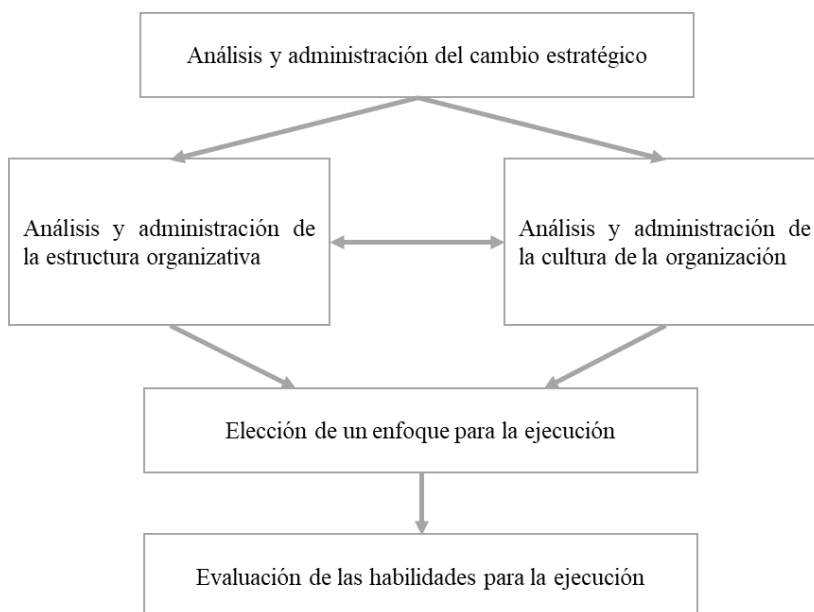 Análisis y administración del cambio estratégico
Análisis y administración de
la estructura organizativa
Análisis y administración de
la cultura de la organización
Elección de un enfoque para la ejecución
Evaluación de las habilidades para la ejecución